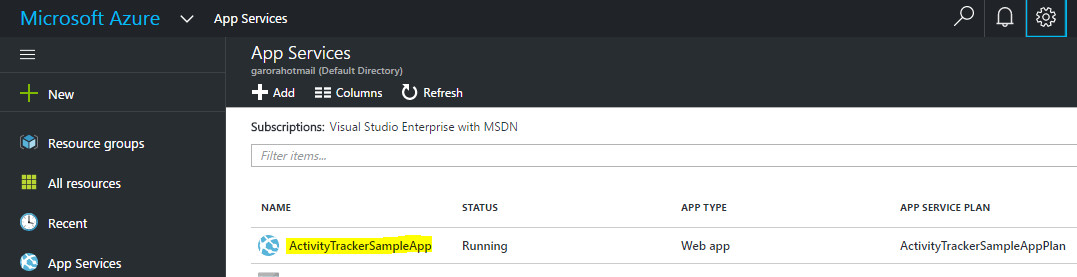 Microsoft Azure App Services
App Services
garorahotmail (Default Directory)
Add Columns Refresh
New
Resource groups
All resources
Recent
App Services
Subscriptions: Visual Studio Enterprise with MSDN
Filter items...
NAME STATUS APP TYPE APP SERVICE PLAN
ActivityTrackerSampleApp Running Web app ActivityTrackerSampleAppPlan